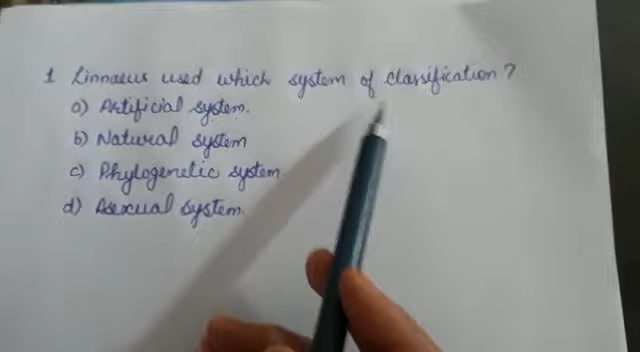 1 Linnaeus used which system of classification?
a) Artificial system.
b) Natural system
c) Phylogenetic system
d) Asexual system.